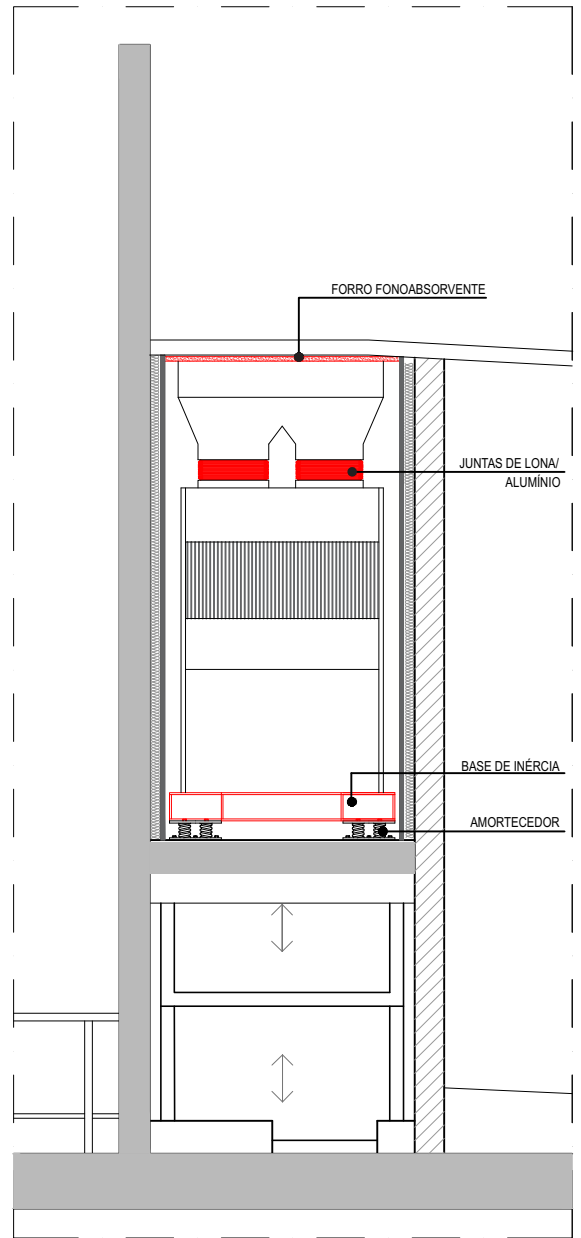 FORRO FONOABSORVENTE
JUNTAS DE LONA/
ALUMÍNIO
BASE DE INÉRCIA
AMORTECEDOR